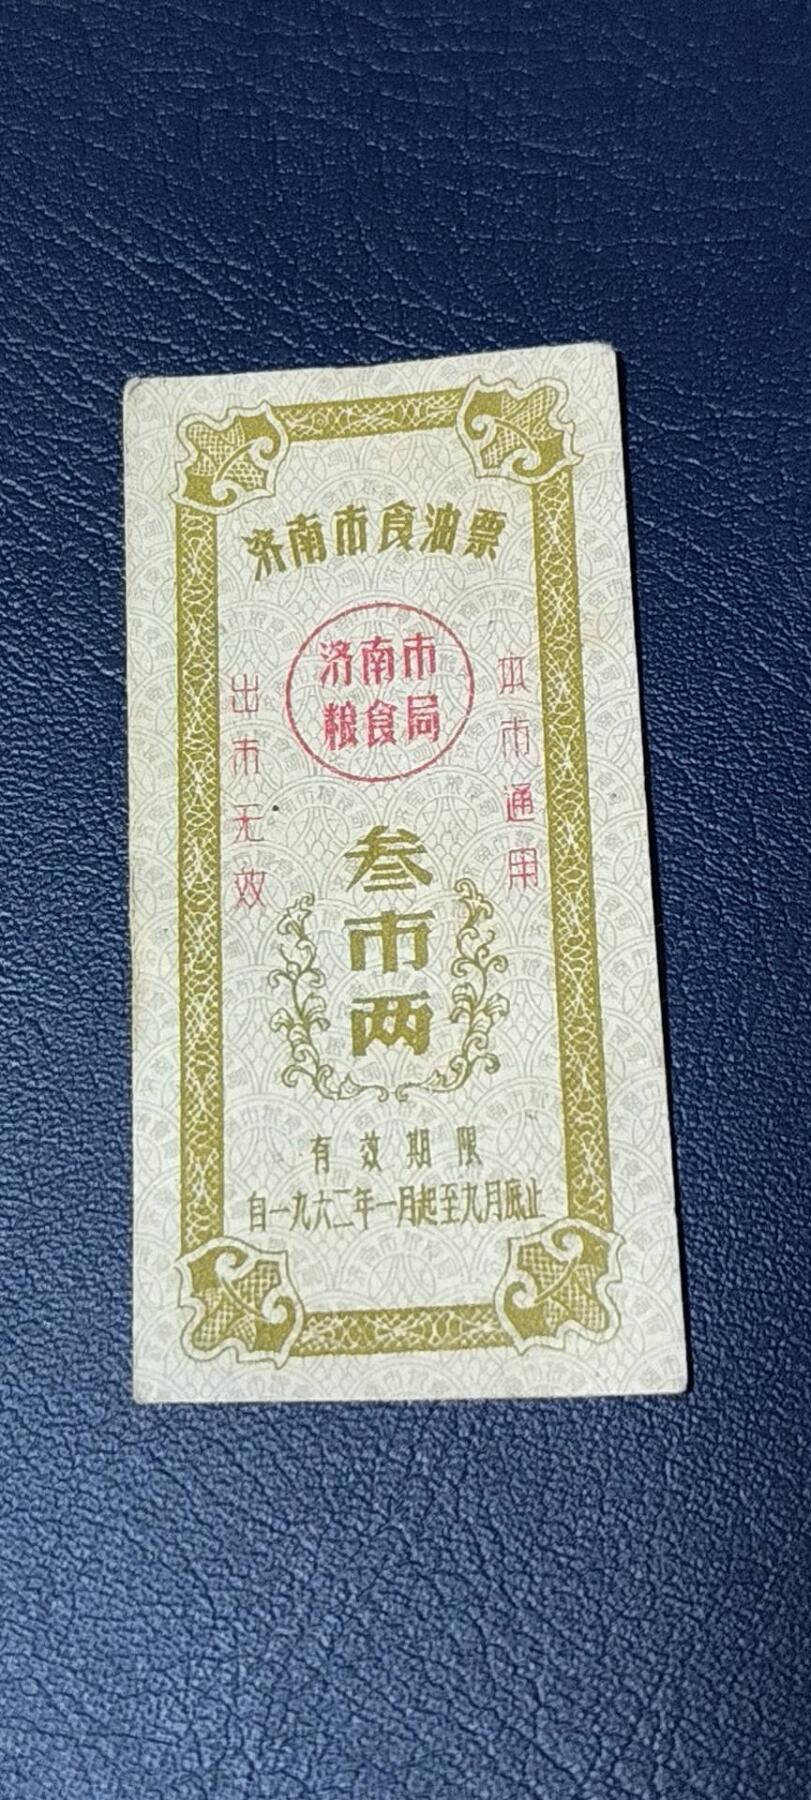 济南市食油票
济南市
粮食局
本市通用
出市无效
叁市两
有效期限
自一九六二年一月起至九月底止